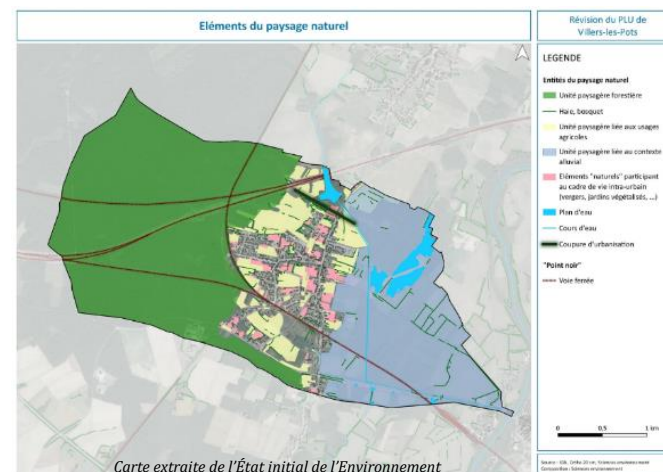 Eléments du paysage naturel
Révision du PLU de
Villers-les-Pots
LEGENDE
Entités du paysage naturel
Unité paysagère forestière
Haie, bosquet
Unité paysagère liée aux usages
agricoles
Unité paysagère liée au contexte
alluvial
Eléments "naturels" participant
au cadre de vie intra-urbain
(vergers, jardins végétalisés, ...)
Plan d'eau
Cours d'eau
Coupure d'urbanisation
"Point noir"
Voie ferrée
0 0,5 1 km
Carte extraite de l'État initial de l'Environnement